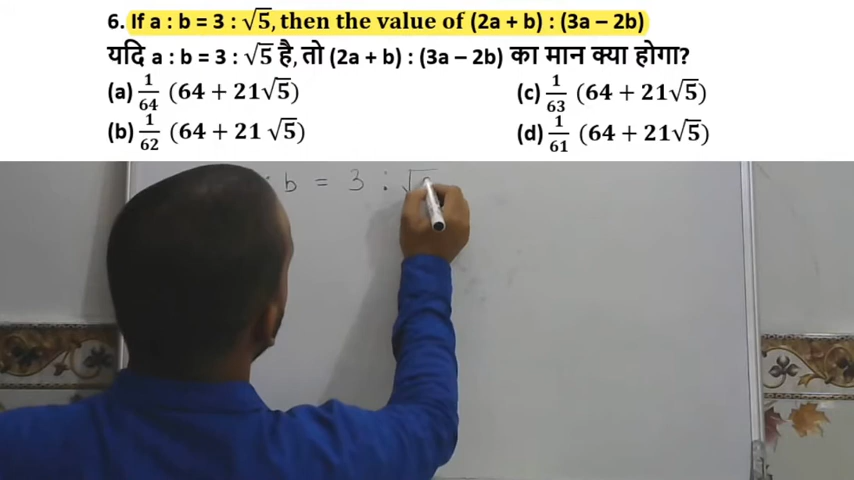 6. If a : b = 3 : √5, then the value of (2a + b) : (3a – 2b)
यदि a : b = 3 : √5 है, तो (2a + b) : (3a – 2b) का मान क्या होगा?
(a) 1/64 (64 + 21√5)
(c) 1/63 (64 + 21√5)
(b) 1/62 (64 + 21 √5)
(d) 1/61 (64 + 21√5)
: b = 3 : √